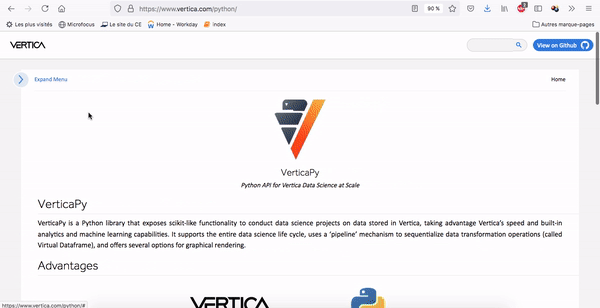 https://www.vertica.com/python/
90 %
Les plus visités
Microfocus
Le site du CE
Home - Workday
index
Autres marque-pages
VERTICA
View on Github
Expand Menu
Home
VerticaPy
Python API for Vertica Data Science at Scale
VerticaPy
VerticaPy is a Python library that exposes scikit-like functionality to conduct data science projects on data stored in Vertica, taking advantage Vertica's speed and built-in
analytics and machine learning capabilities. It supports the entire data science life cycle, uses a 'pipeline' mechanism to sequentialize data transformation operations (called
Virtual Dataframe), and offers several options for graphical rendering.
Advantages
VERTICA
https://www.vertica.com/python/#